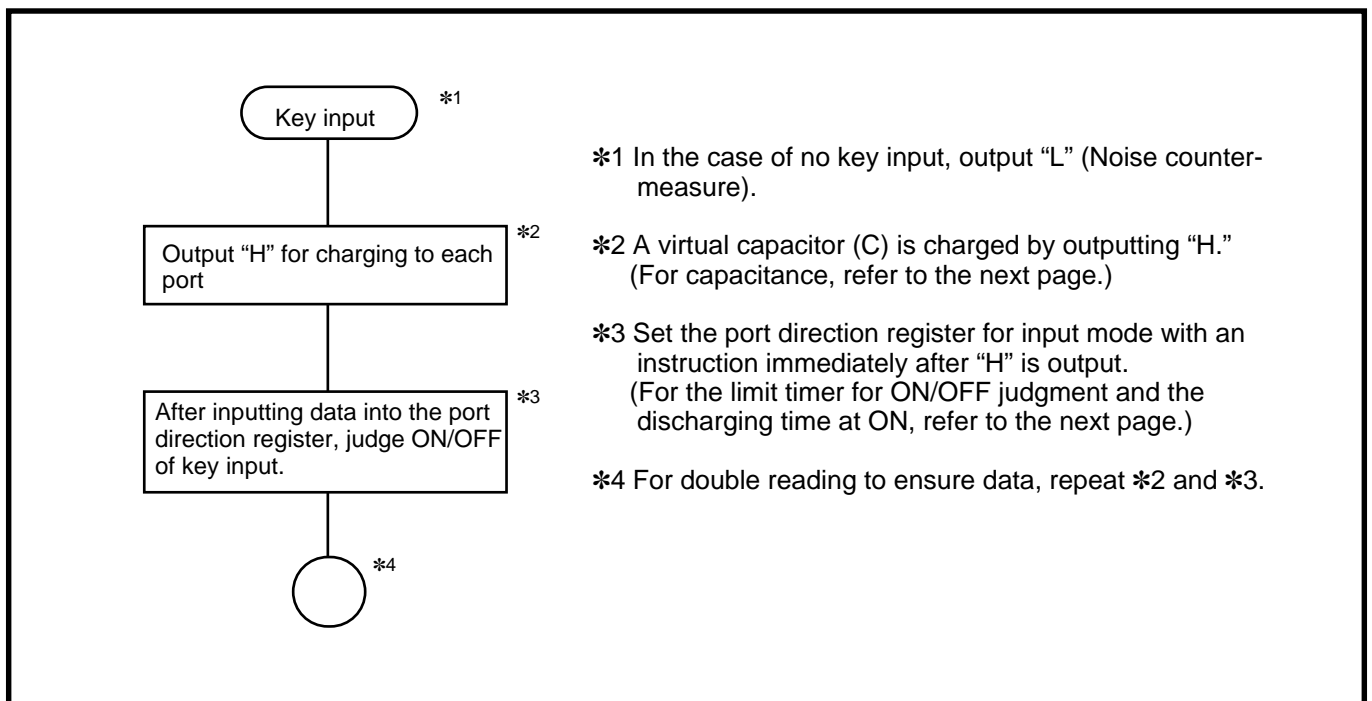 Key input
✽1
Output “H” for charging to each
port
✽2
After inputting data into the port
direction register, judge ON/OFF
of key input.
✽3
✽4
✽1 In the case of no key input, output “L” (Noise counter-
measure).
✽2 A virtual capacitor (C) is charged by outputting “H.”
(For capacitance, refer to the next page.)
✽3 Set the port direction register for input mode with an
instruction immediately after “H” is output.
(For the limit timer for ON/OFF judgment and the
discharging time at ON, refer to the next page.)
✽4 For double reading to ensure data, repeat ✽2 and ✽3.